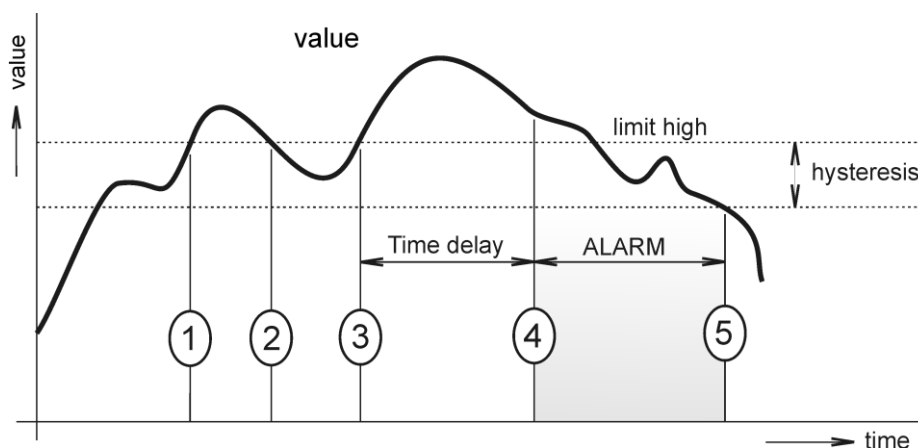 value
value
limit high
hysteresis
Time delay
ALARM
1
2
3
4
5
time